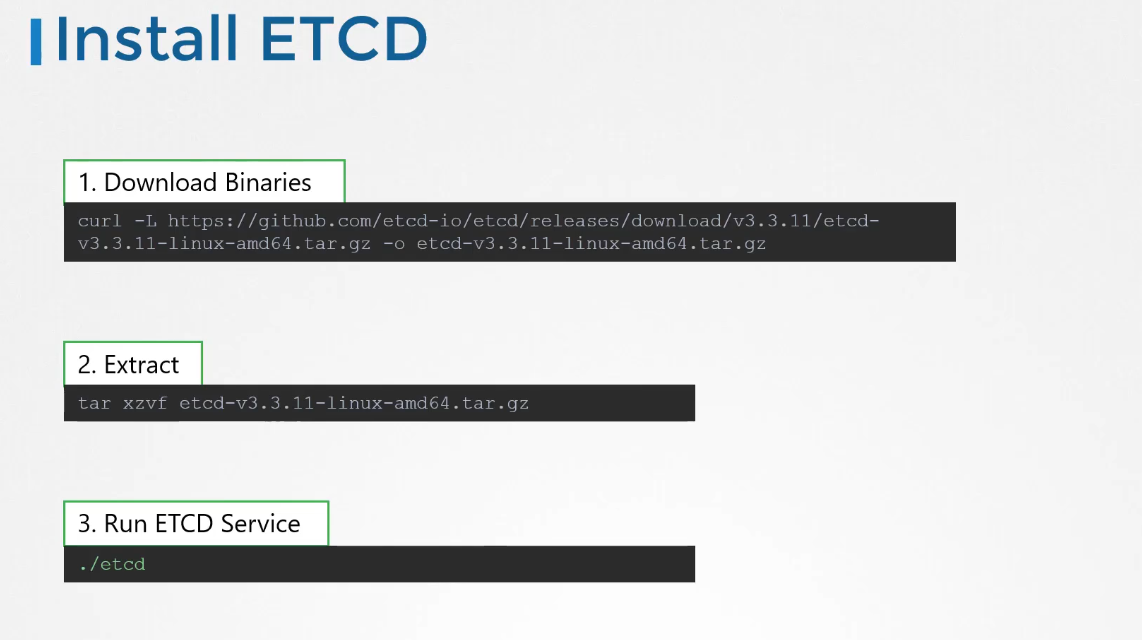 Install ETCD
1. Download Binaries
curl -L https://github.com/etcd-io/etcd/releases/download/v3.3.11/etcd-
v3.3.11-linux-amd64.tar.gz -o etcd-v3.3.11-linux-amd64.tar.gz
2. Extract
tar xzvf etcd-v3.3.11-linux-amd64.tar.gz
3. Run ETCD Service
./etcd